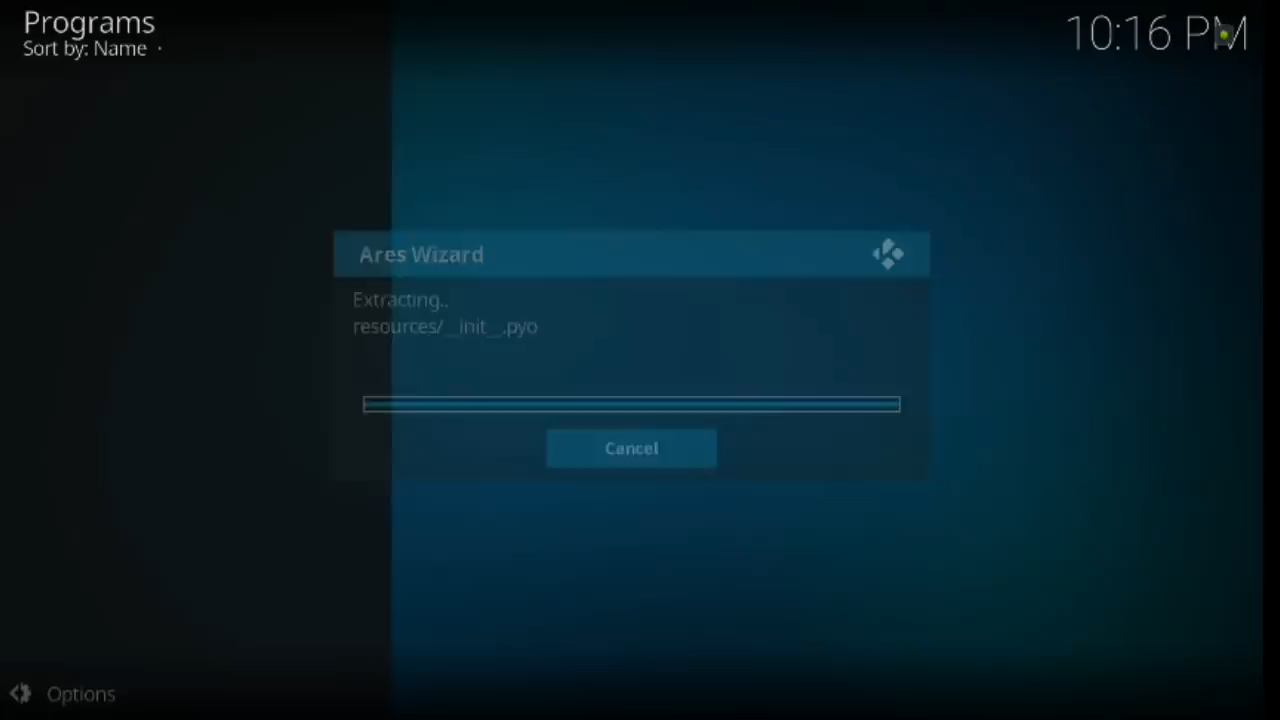 Programs
Sort by: Name ·
10:16 PM
Ares Wizard
Extracting..
resources/__init__.pyo
Cancel
Options